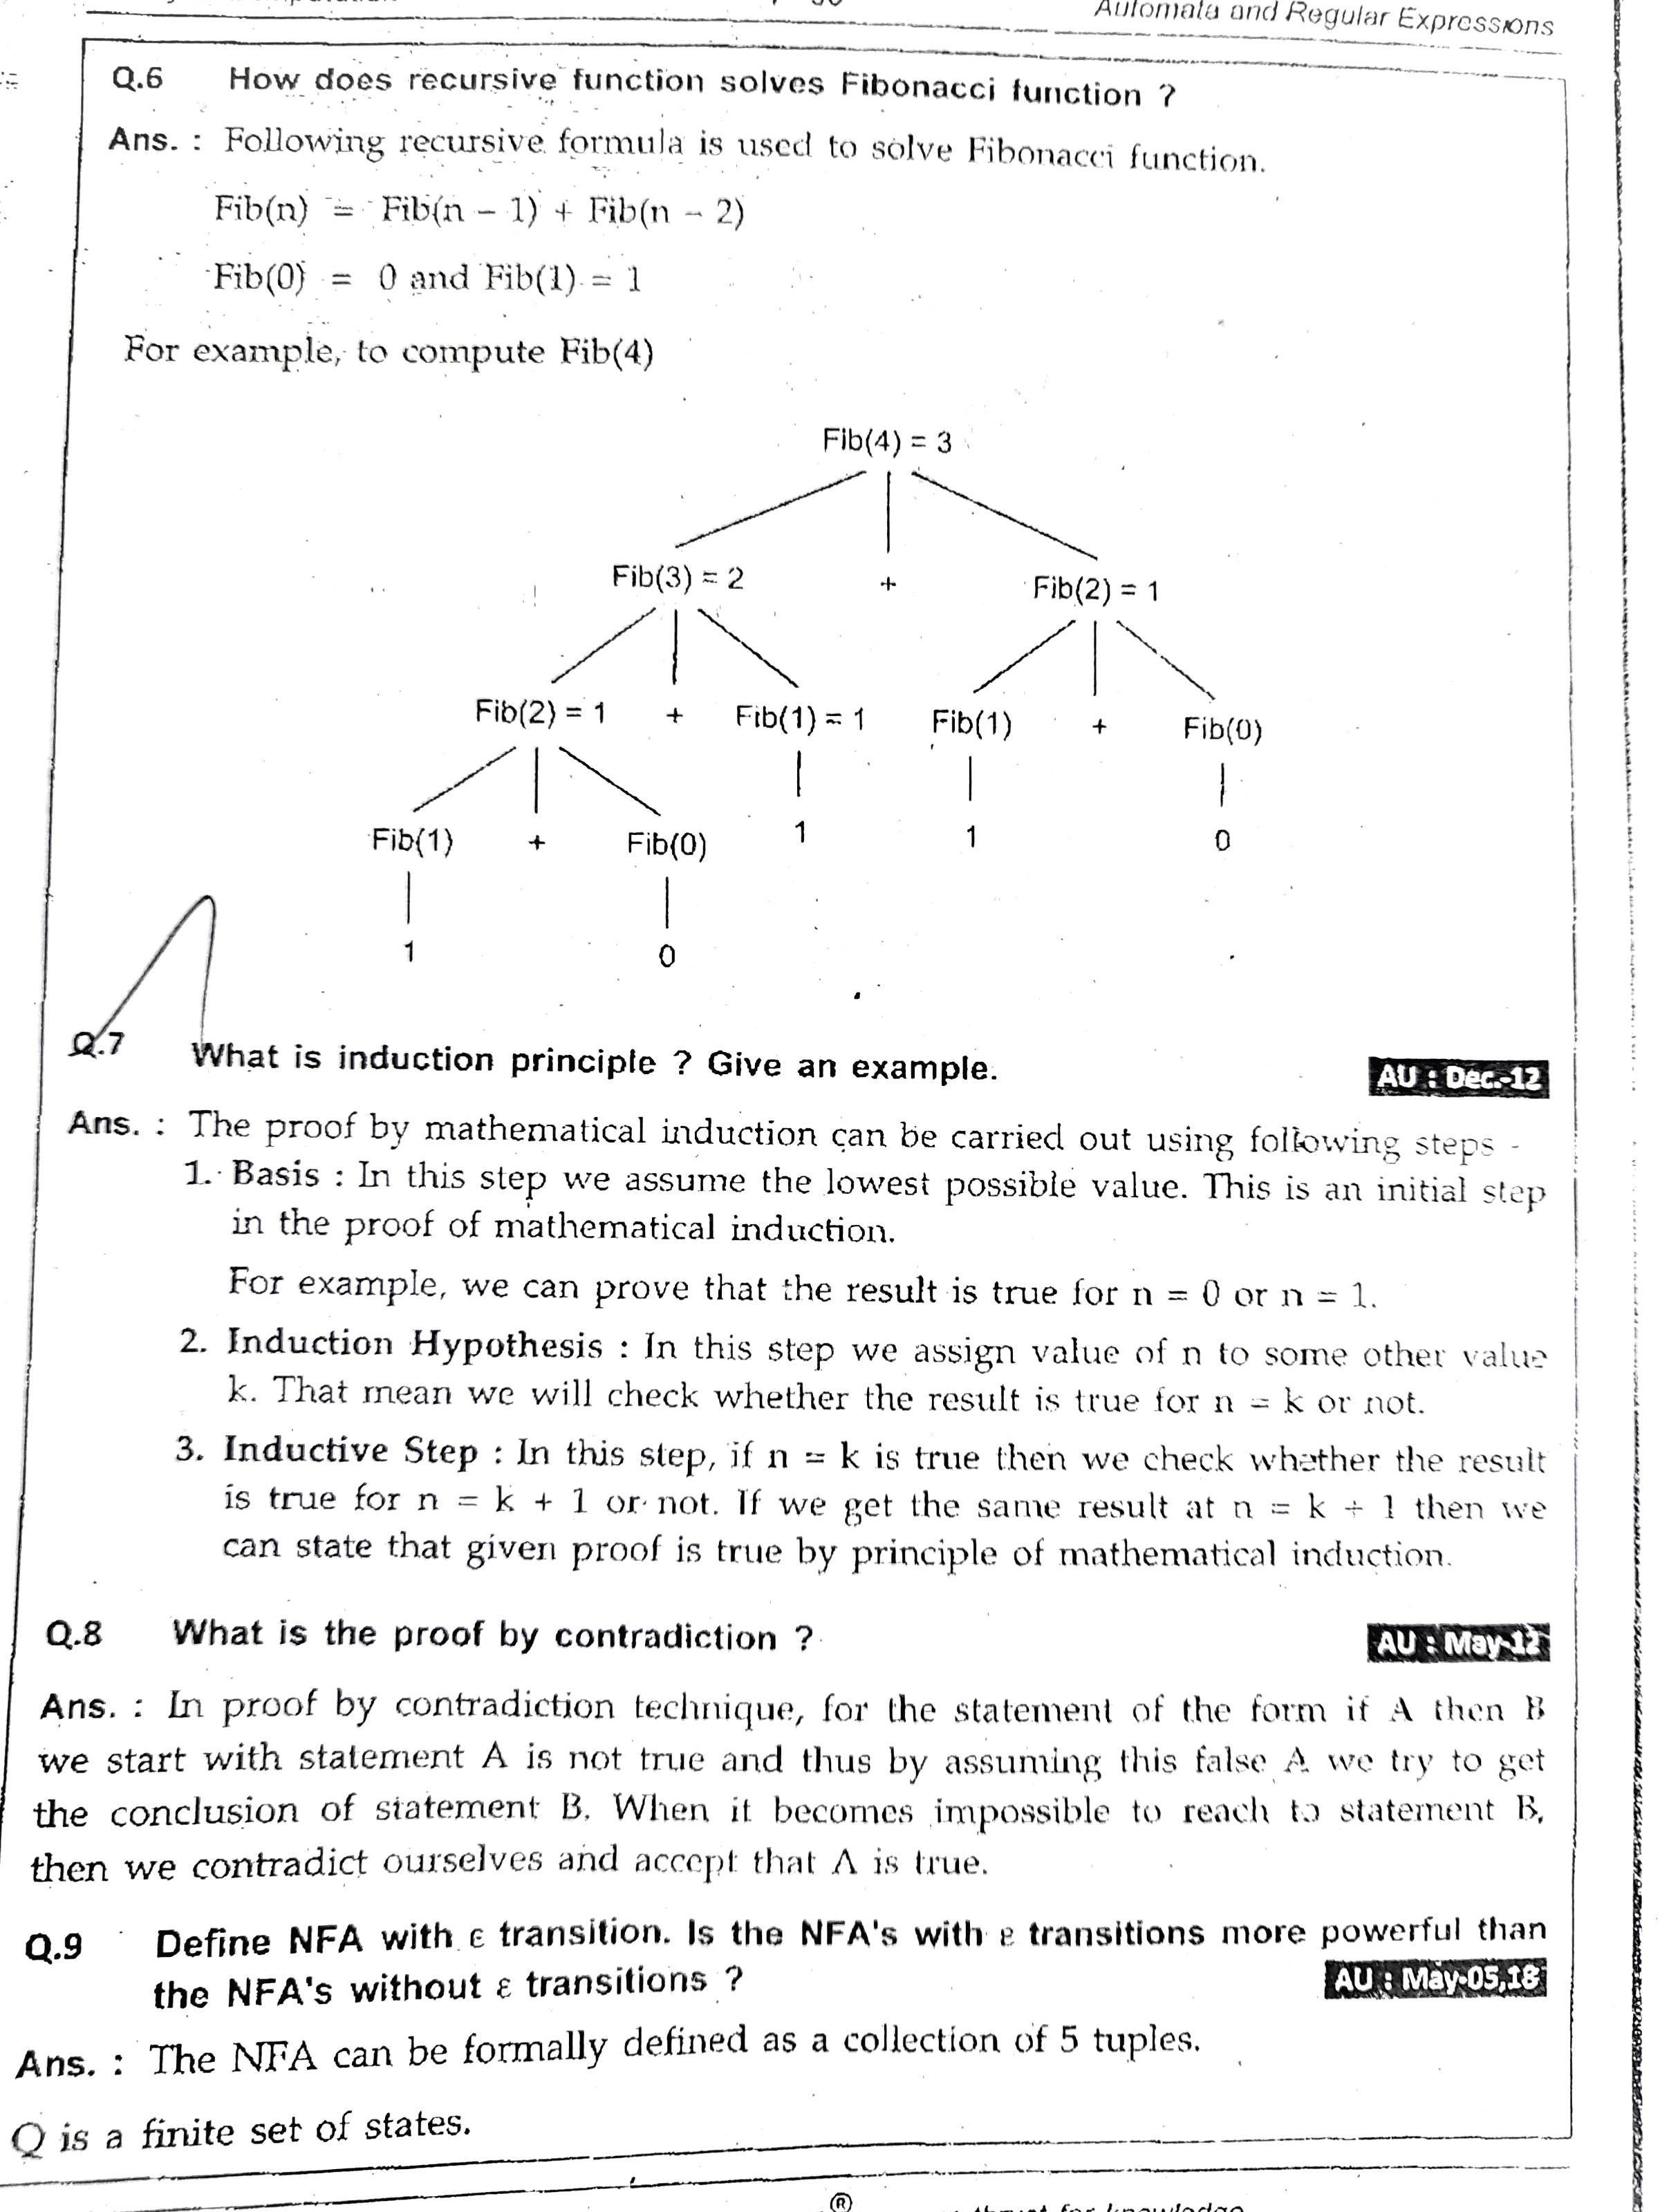 Automata and Regular Expressions
Q.6 How does recursive function solves Fibonacci function ?
Ans. : Following recursive formula is used to solve Fibonacci function.
Fib(n) = Fib(n – 1) + Fib(n – 2)
Fib(0) = 0 and Fib(1) = 1
For example, to compute Fib(4)
Fib(4) = 3
Fib(3) = 2 + Fib(2) = 1
Fib(2) = 1 + Fib(1) = 1 Fib(1) + Fib(0)
Fib(1) + Fib(0) 1 1 0
1 0
Q.7 What is induction principle ? Give an example. AU : Dec.-12
Ans. : The proof by mathematical induction can be carried out using following steps -
1. Basis : In this step we assume the lowest possible value. This is an initial step
in the proof of mathematical induction.
For example, we can prove that the result is true for n = 0 or n = 1.
2. Induction Hypothesis : In this step we assign value of n to some other value
k. That mean we will check whether the result is true for n = k or not.
3. Inductive Step : In this step, if n = k is true then we check whether the result
is true for n = k + 1 or not. If we get the same result at n = k + 1 then we
can state that given proof is true by principle of mathematical induction.
Q.8 What is the proof by contradiction ? AU : May-12
Ans. : In proof by contradiction technique, for the statement of the form if A then B
we start with statement A is not true and thus by assuming this false A we try to get
the conclusion of statement B. When it becomes impossible to reach to statement B,
then we contradict ourselves and accept that A is true.
Q.9 Define NFA with ε transition. Is the NFA's with ε transitions more powerful than
the NFA's without ε transitions ? AU : May-05,18
Ans. : The NFA can be formally defined as a collection of 5 tuples.
Q is a finite set of states.
®